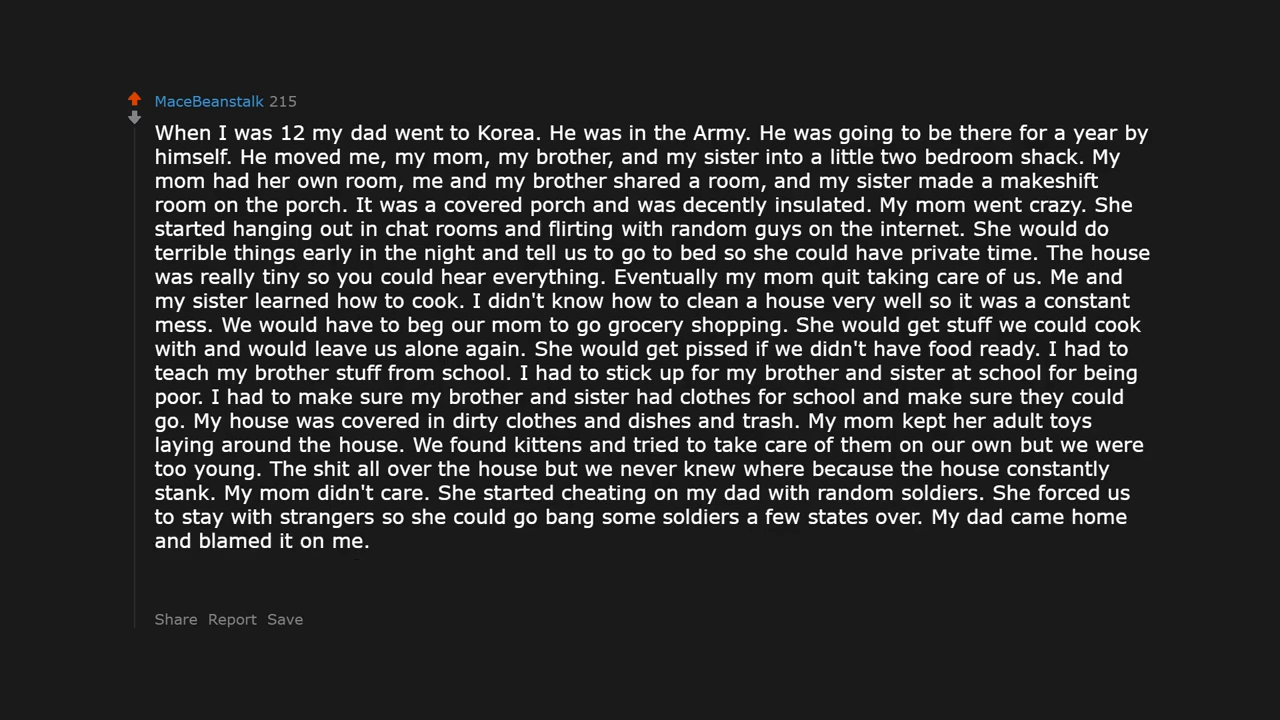 MaceBeanstalk 215
When I was 12 my dad went to Korea. He was in the Army. He was going to be there for a year by
himself. He moved me, my mom, my brother, and my sister into a little two bedroom shack. My
mom had her own room, me and my brother shared a room, and my sister made a makeshift
room on the porch. It was a covered porch and was decently insulated. My mom went crazy. She
started hanging out in chat rooms and flirting with random guys on the internet. She would do
terrible things early in the night and tell us to go to bed so she could have private time. The house
was really tiny so you could hear everything. Eventually my mom quit taking care of us. Me and
my sister learned how to cook. I didn't know how to clean a house very well so it was a constant
mess. We would have to beg our mom to go grocery shopping. She would get stuff we could cook
with and would leave us alone again. She would get pissed if we didn't have food ready. I had to
teach my brother stuff from school. I had to stick up for my brother and sister at school for being
poor. I had to make sure my brother and sister had clothes for school and make sure they could
go. My house was covered in dirty clothes and dishes and trash. My mom kept her adult toys
laying around the house. We found kittens and tried to take care of them on our own but we were
too young. The shit all over the house but we never knew where because the house constantly
stank. My mom didn't care. She started cheating on my dad with random soldiers. She forced us
to stay with strangers so she could go bang some soldiers a few states over. My dad came home
and blamed it on me.
Share Report Save